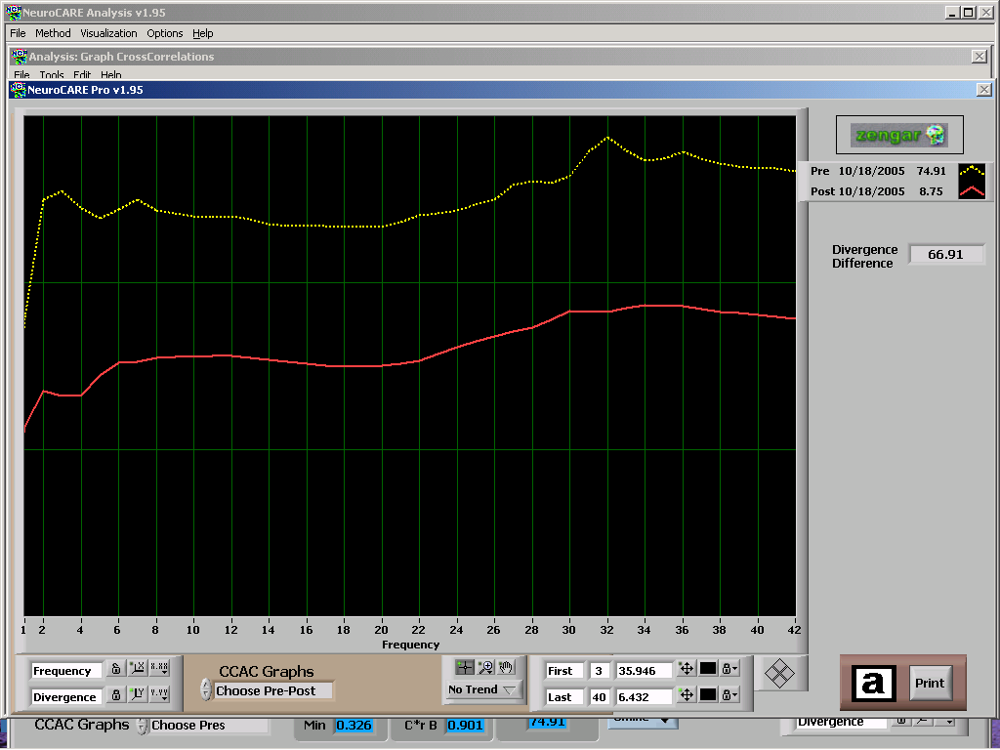 NeuroCARE Analysis v1.95
File Method Visualization Options Help
Analysis: Graph CrossCorrelations
File Tools Edit Help
NeuroCARE Pro v1.95
zengar
Pre 10/18/2005 74.91
Post 10/18/2005 8.75
Divergence
Difference
66.91
1 2 4 6 8 10 12 14 16 18 20 22 24 26 28 30 32 34 36 38 40 42
Frequency
Frequency
Divergence
CCAC Graphs
Choose Pre-Post
No Trend
First 3 35.946
Last 40 6.432
a
Print
CCAC Graphs Choose Pres Min 0.326 C*r B 0.901 74.91 Divergence